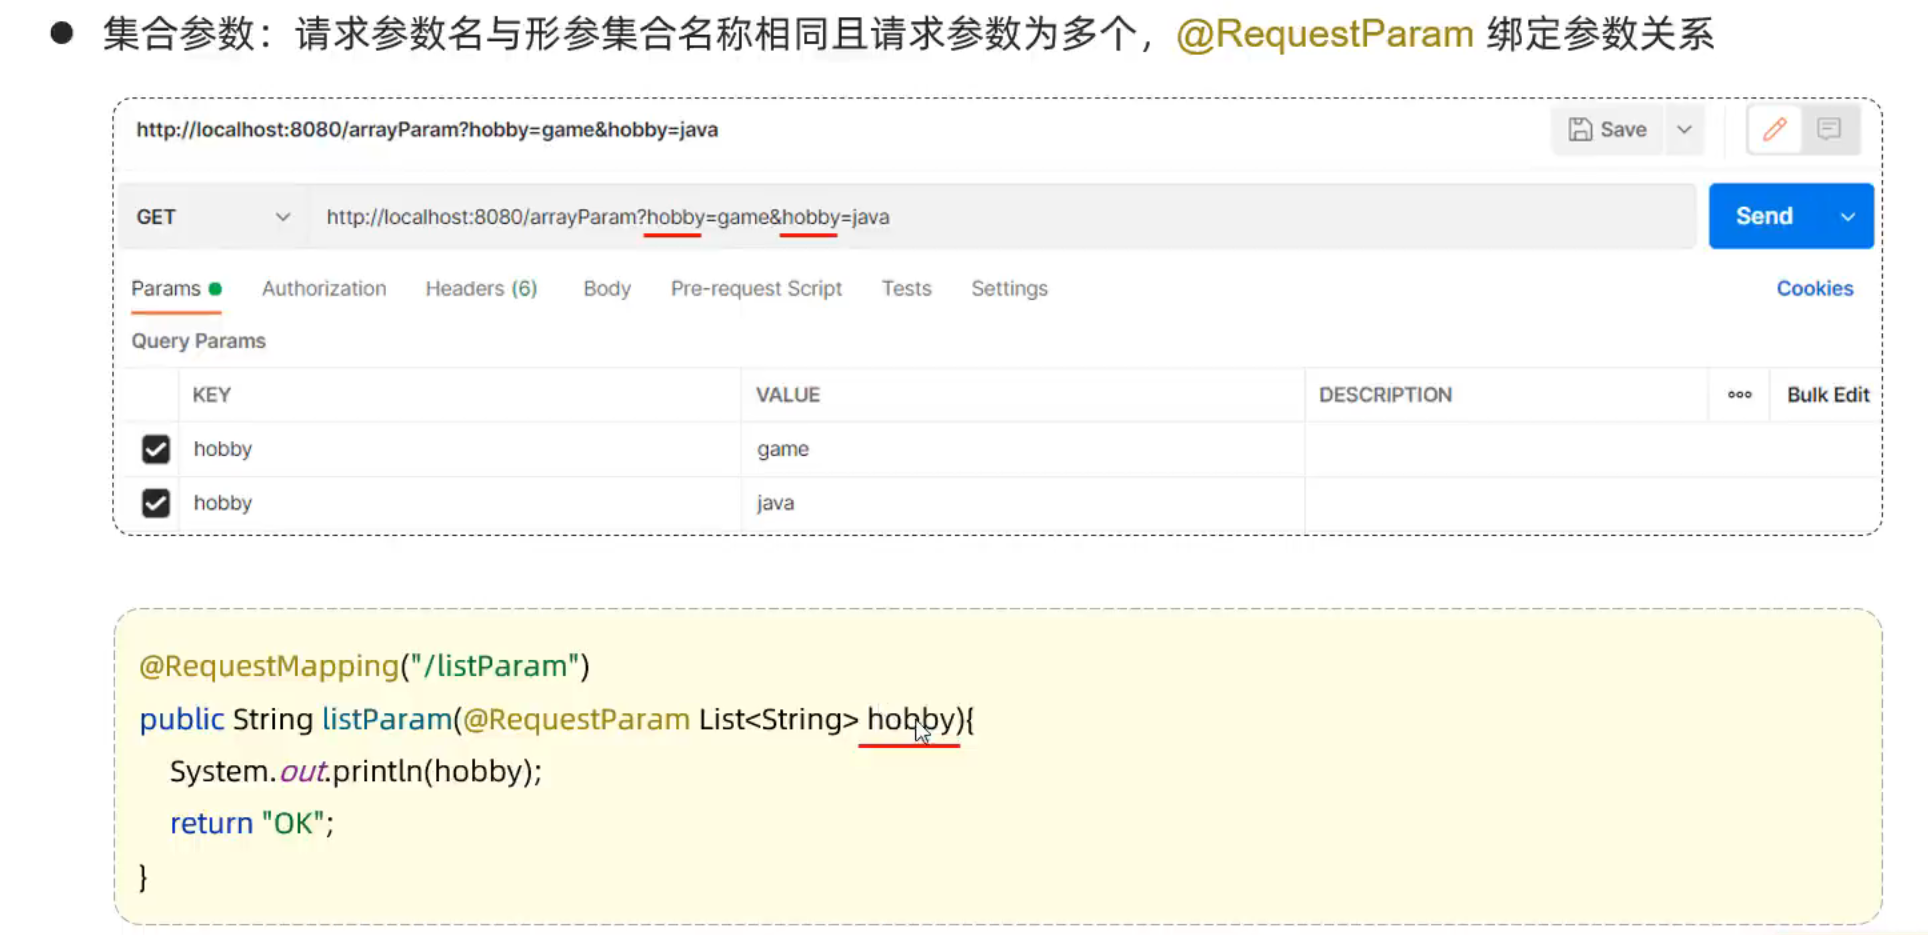 ● 集合参数：请求参数名与形参集合名称相同且请求参数为多个，@RequestParam 绑定参数关系
http://localhost:8080/arrayParam?hobby=game&hobby=java
Save
GET http://localhost:8080/arrayParam?hobby=game&hobby=java Send
Params Authorization Headers (6) Body Pre-request Script Tests Settings Cookies
Query Params
KEY VALUE DESCRIPTION ooo Bulk Edit
hobby game
hobby java
@RequestMapping("/listParam")
public String listParam(@RequestParam List<String> hobby){
System.out.println(hobby);
return "OK";
}